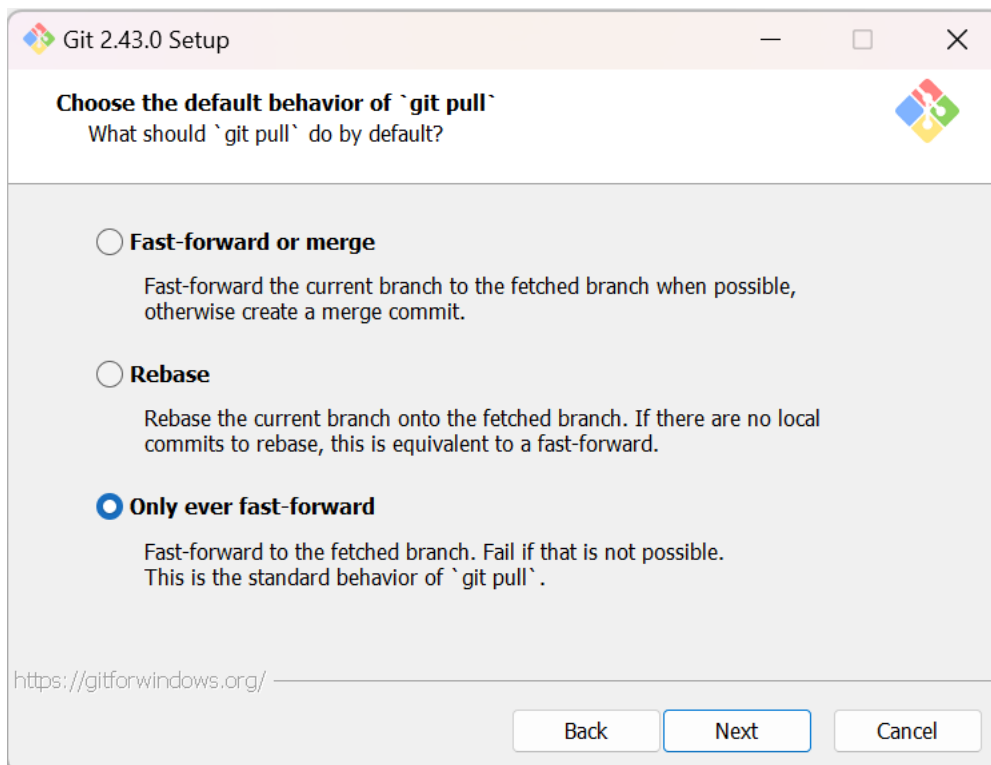 Git 2.43.0 Setup
Choose the default behavior of `git pull`
What should `git pull` do by default?
Fast-forward or merge
Fast-forward the current branch to the fetched branch when possible,
otherwise create a merge commit.
Rebase
Rebase the current branch onto the fetched branch. If there are no local
commits to rebase, this is equivalent to a fast-forward.
Only ever fast-forward
Fast-forward to the fetched branch. Fail if that is not possible.
This is the standard behavior of `git pull`.
https://gitforwindows.org/
Back Next Cancel